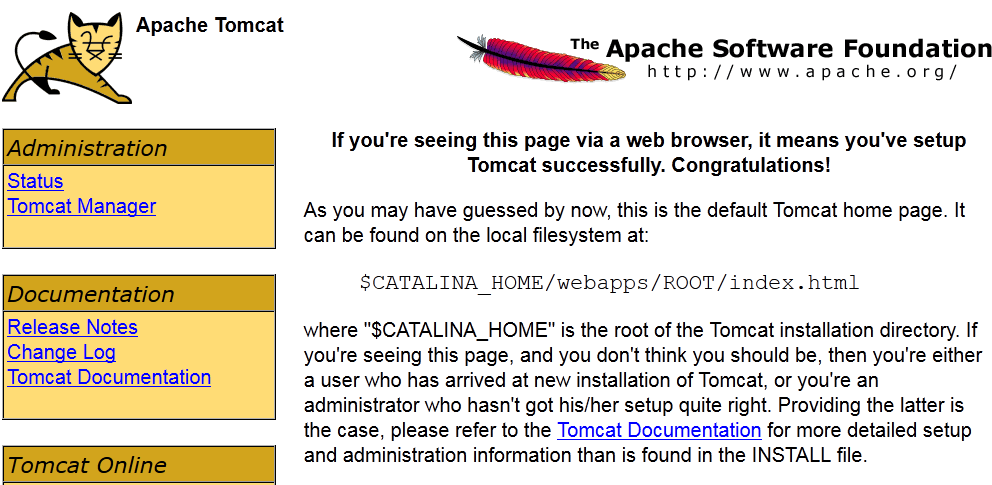 Apache Tomcat
The Apache Software Foundation
http://www.apache.org/
Administration
Status
Tomcat Manager
Documentation
Release Notes
Change Log
Tomcat Documentation
Tomcat Online
If you're seeing this page via a web browser, it means you've setup
Tomcat successfully. Congratulations!
As you may have guessed by now, this is the default Tomcat home page. It
can be found on the local filesystem at:
$CATALINA_HOME/webapps/ROOT/index.html
where "$CATALINA_HOME" is the root of the Tomcat installation directory. If
you're seeing this page, and you don't think you should be, then you're either
a user who has arrived at new installation of Tomcat, or you're an
administrator who hasn't got his/her setup quite right. Providing the latter is
the case, please refer to the Tomcat Documentation for more detailed setup
and administration information than is found in the INSTALL file.